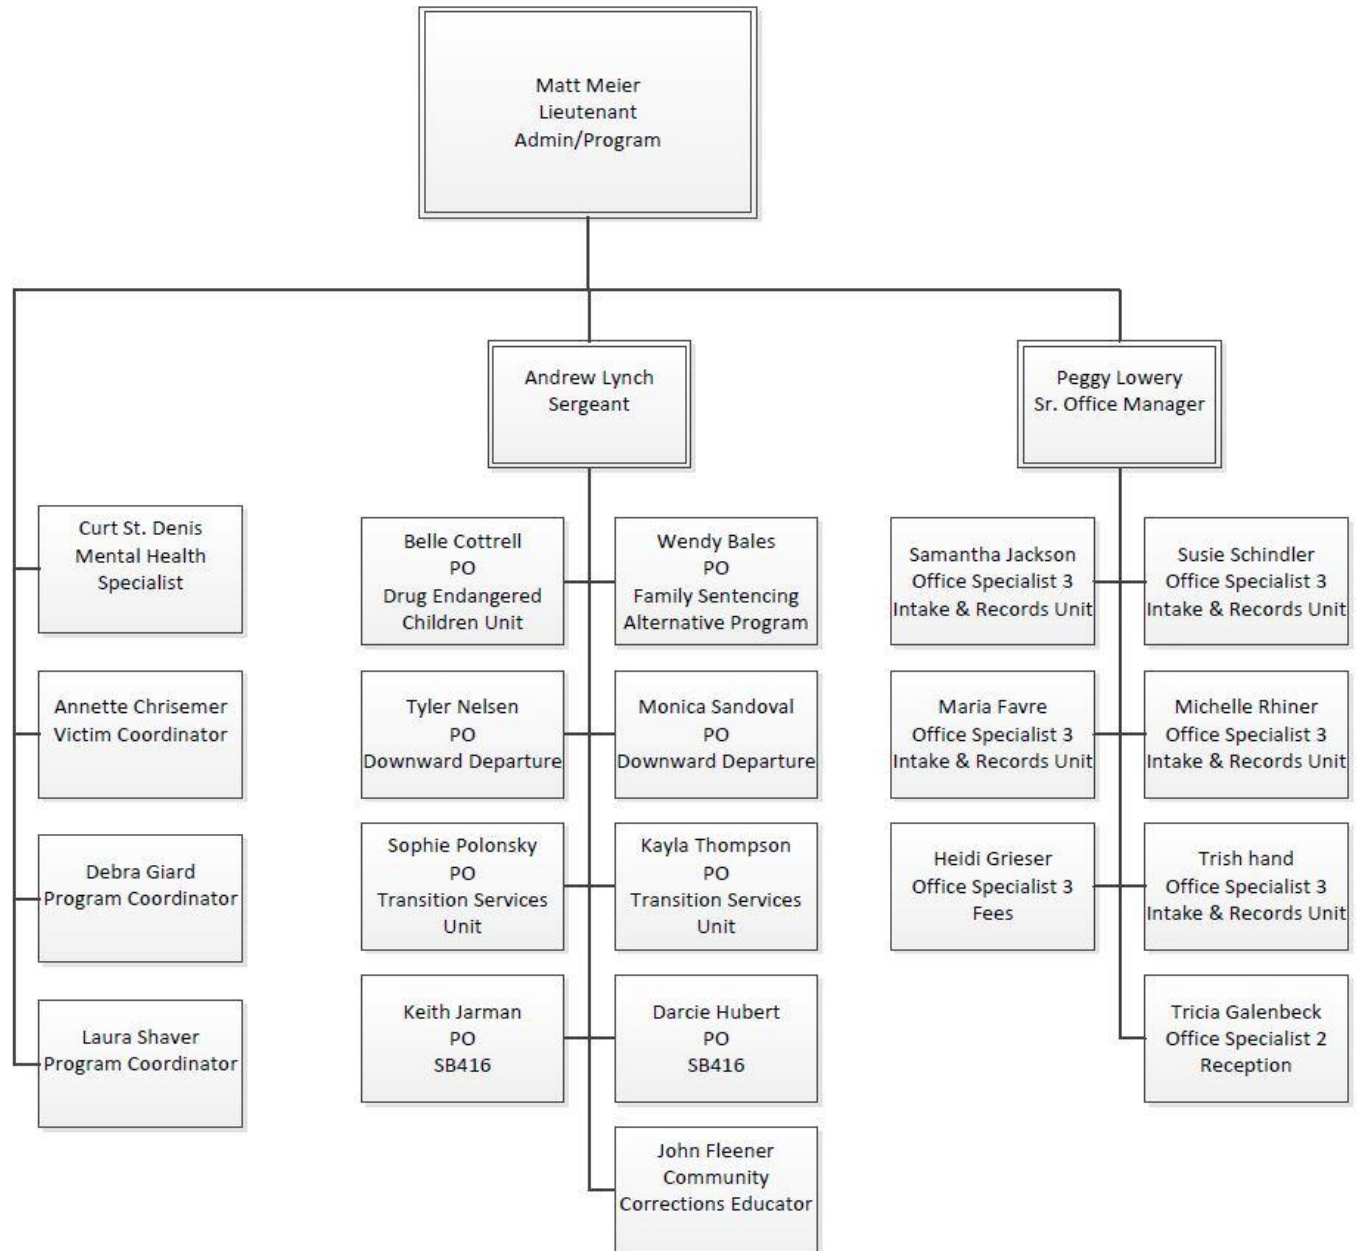 Matt Meier
Lieutenant
Admin/Program
Andrew Lynch
Sergeant
Peggy Lowery
Sr. Office Manager
Curt St. Denis
Mental Health
Specialist
Annette Chrisemer
Victim Coordinator
Debra Giard
Program Coordinator
Laura Shaver
Program Coordinator
Belle Cottrell
PO
Drug Endangered
Children Unit
Wendy Bales
PO
Family Sentencing
Alternative Program
Tyler Nelsen
PO
Downward Departure
Monica Sandoval
PO
Downward Departure
Sophie Polonsky
PO
Transition Services
Unit
Kayla Thompson
PO
Transition Services
Unit
Keith Jarman
PO
SB416
Darcie Hubert
PO
SB416
John Fleener
Community
Corrections Educator
Samantha Jackson
Office Specialist 3
Intake & Records Unit
Susie Schindler
Office Specialist 3
Intake & Records Unit
Maria Favre
Office Specialist 3
Intake & Records Unit
Michelle Rhiner
Office Specialist 3
Intake & Records Unit
Heidi Grieser
Office Specialist 3
Fees
Trish hand
Office Specialist 3
Intake & Records Unit
Tricia Galenbeck
Office Specialist 2
Reception